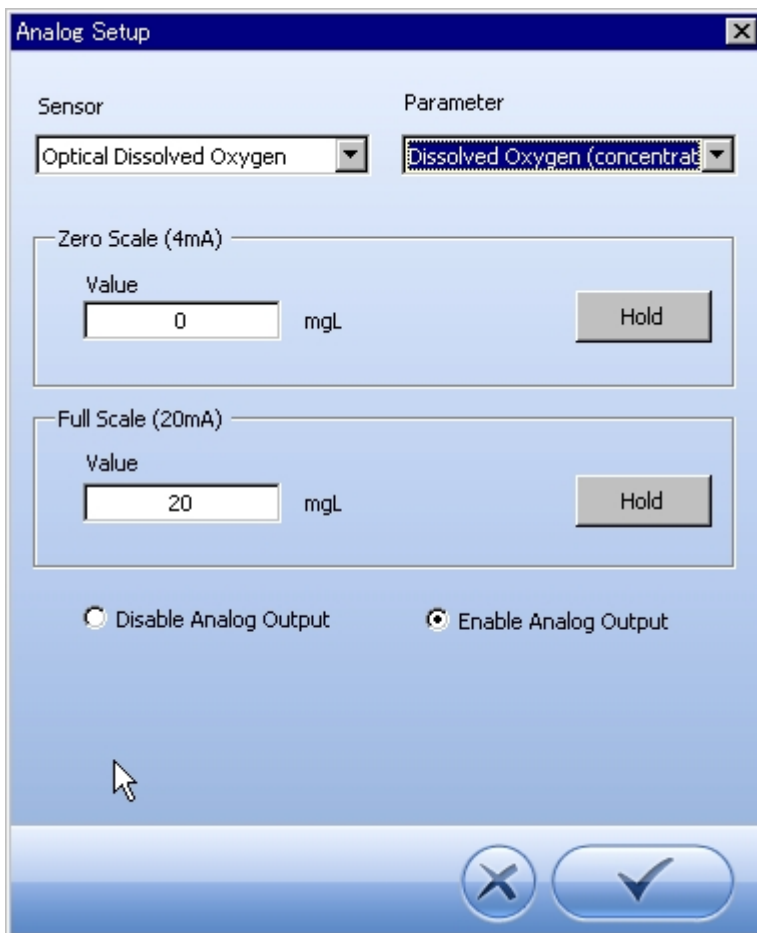 Analog Setup
Sensor
Parameter
Optical Dissolved Oxygen
Dissolved Oxygen (concentrat
Zero Scale (4mA)
Value
0 mgL
Hold
Full Scale (20mA)
Value
20 mgL
Hold
Disable Analog Output
Enable Analog Output